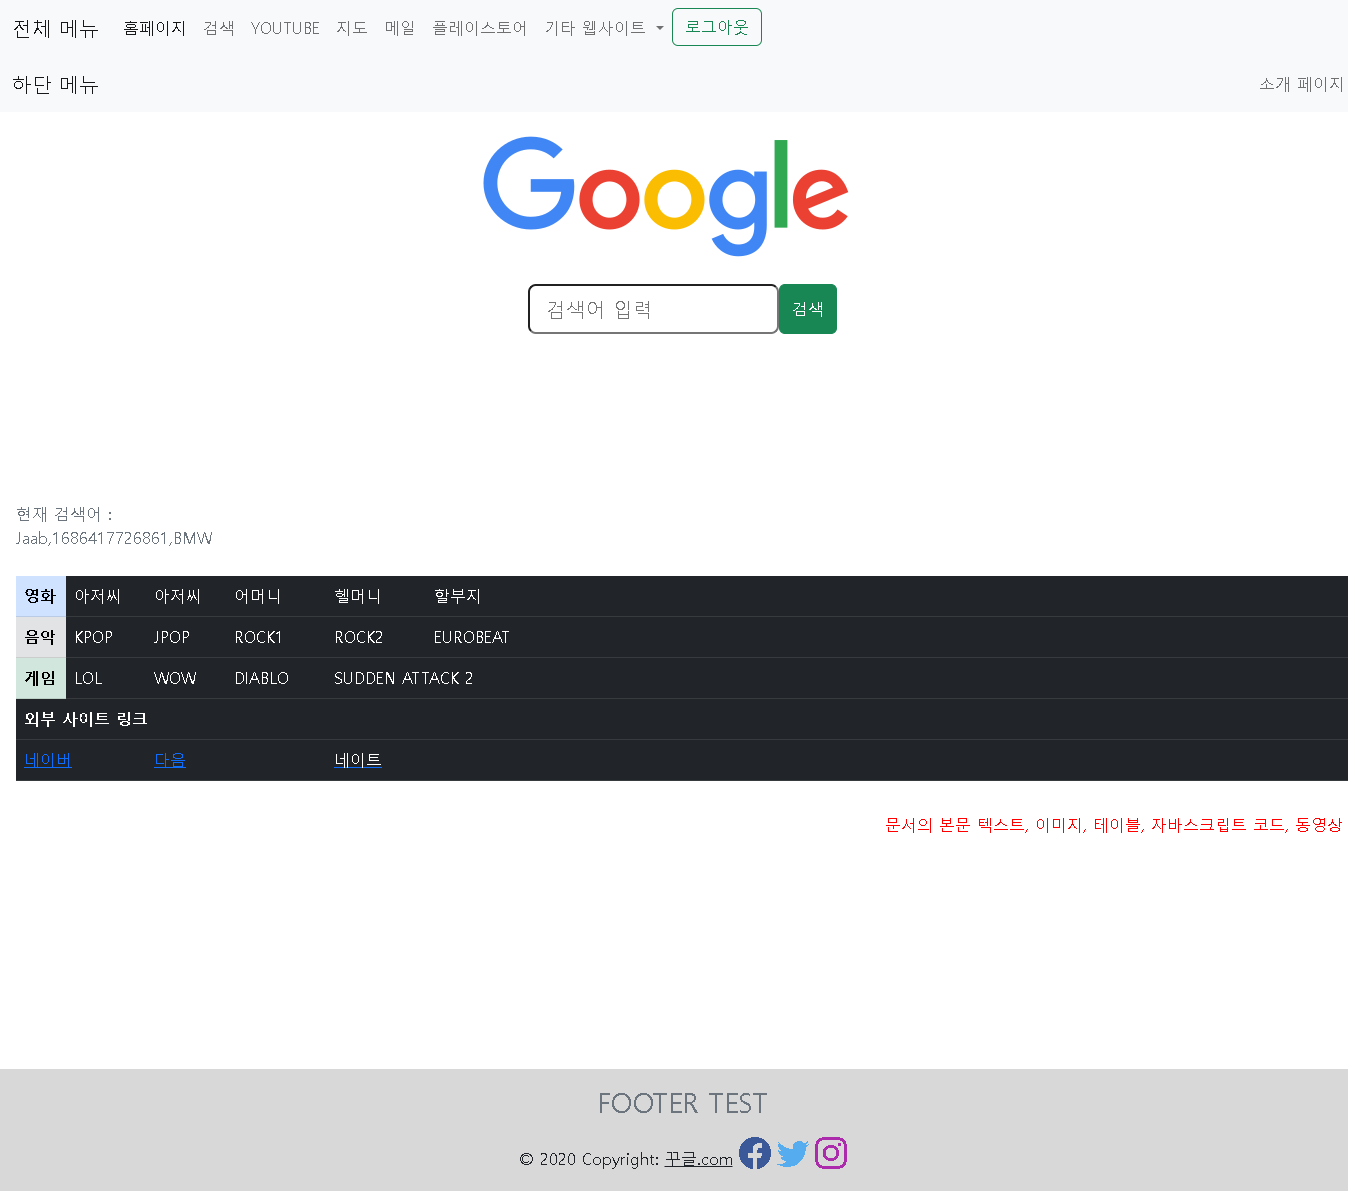 전체 메뉴 홈페이지 검색 YOUTUBE 지도 메일 플레이스토어 기타 웹사이트 로그아웃
하단 메뉴 소개 페이지
Google
검색어 입력 검색
현재 검색어 :
Jaab,1686417726861,BMW
영화 아저씨 아저씨 어머니 헬머니 할부지
음악 KPOP JPOP ROCK1 ROCK2 EUROBEAT
게임 LOL WOW DIABLO SUDDEN ATTACK 2
외부 사이트 링크
네이버 다음 네이트
문서의 본문 텍스트, 이미지, 테이블, 자바스크립트 코드, 동영상
FOOTER TEST
© 2020 Copyright: 꾸글.com